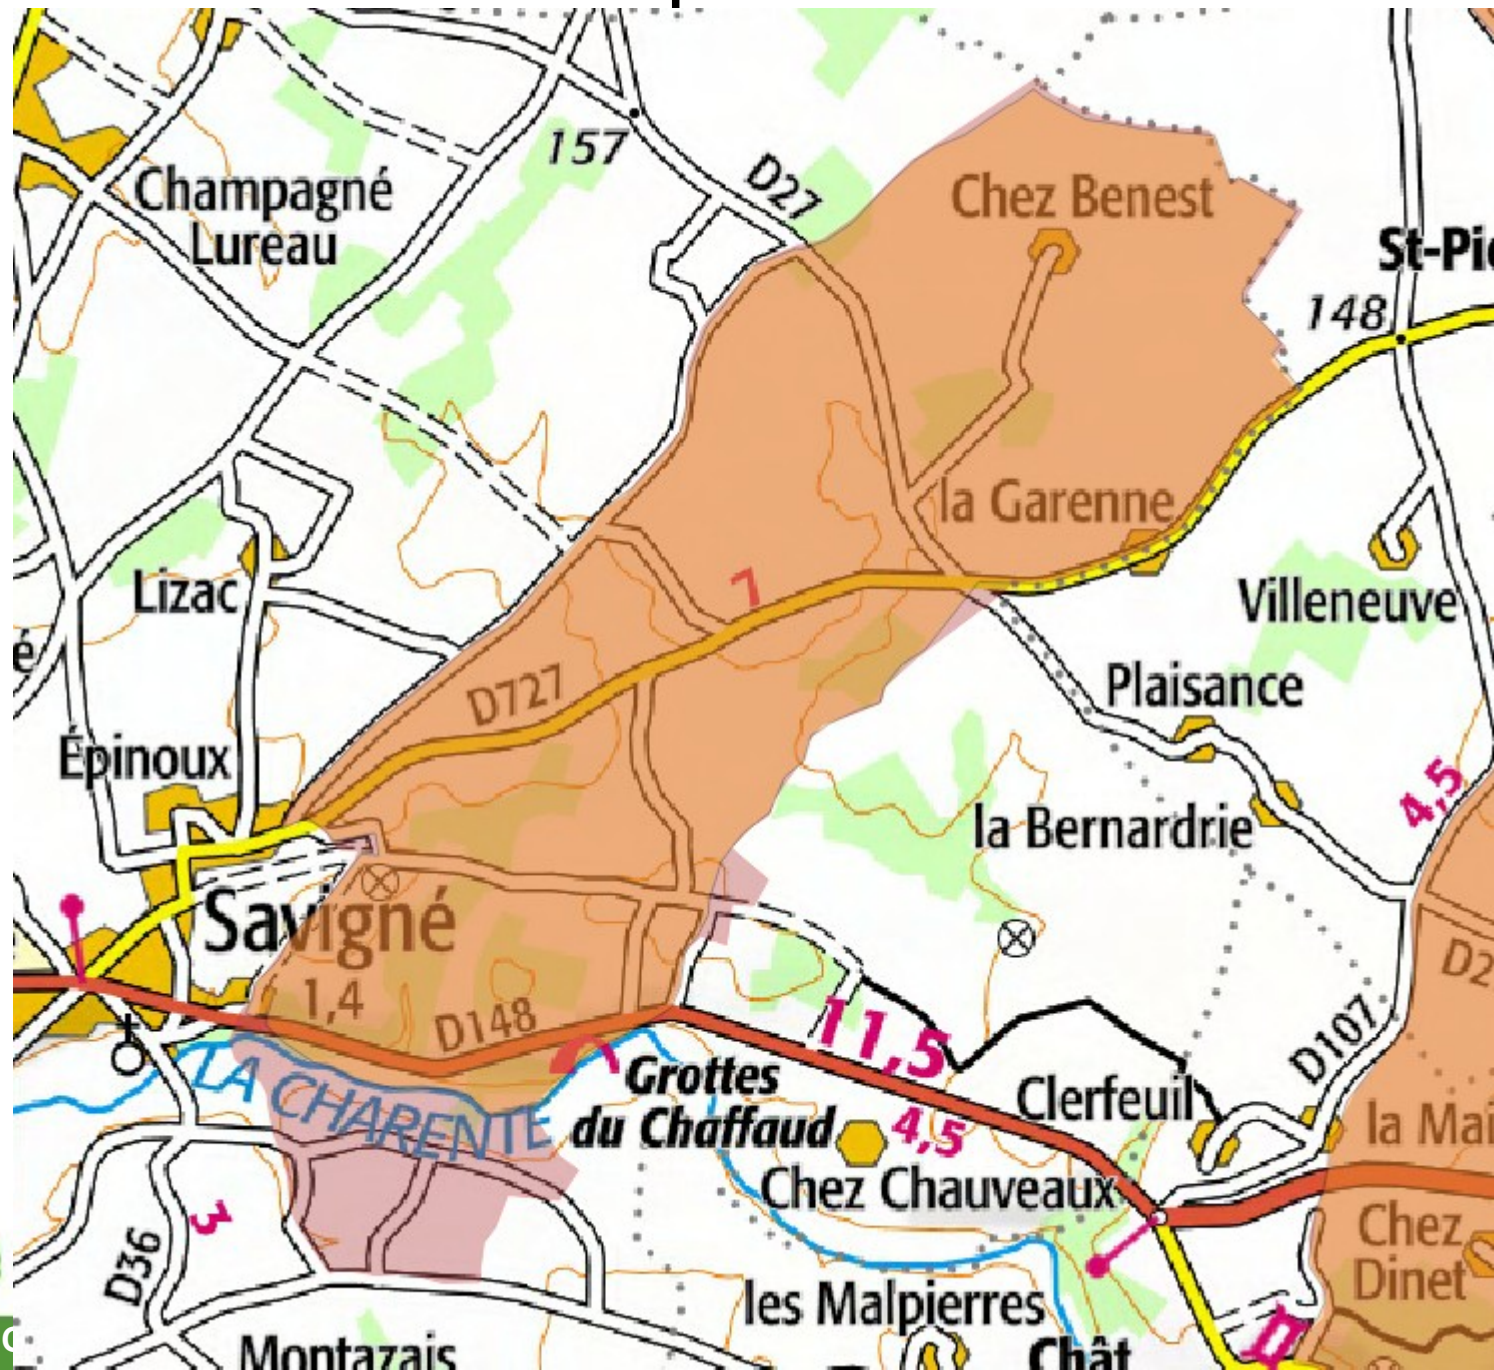 157
D27
Chez Benest
Champagné
Lureau
St-Pi
148
la Garenne
Lizac
7
Villeneuve
é
D727
Plaisance
Épinoux
4,5
la Bernardrie
Savigné
1,4
D148
11,5
D2
D107
LA CHARENTE
Grottes
du Chaffaud
4,5
Clerfeuil
la Mai
Chez Chauveaux
3
D36
Chez
Dinet
les Malpierres
Montazais
Chât